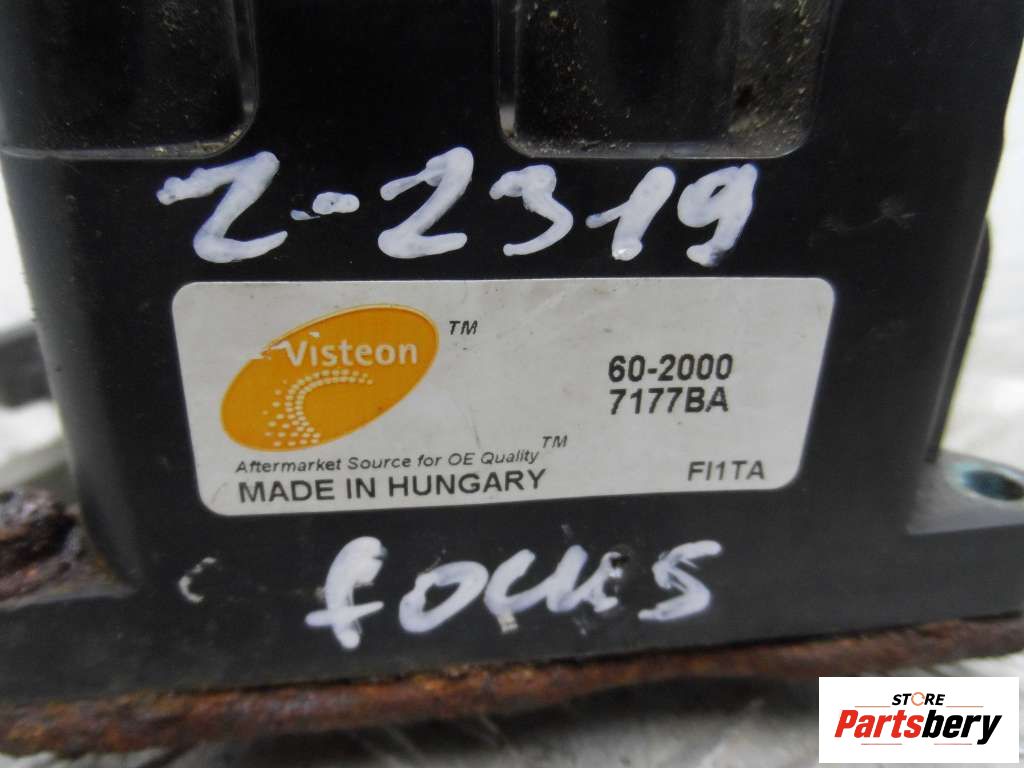 Z-2319
Visteon TM
60-2000
7177BA
Aftermarket Source for OE Quality TM
MADE IN HUNGARY
FI1TA
focus
STORE
Partsbery